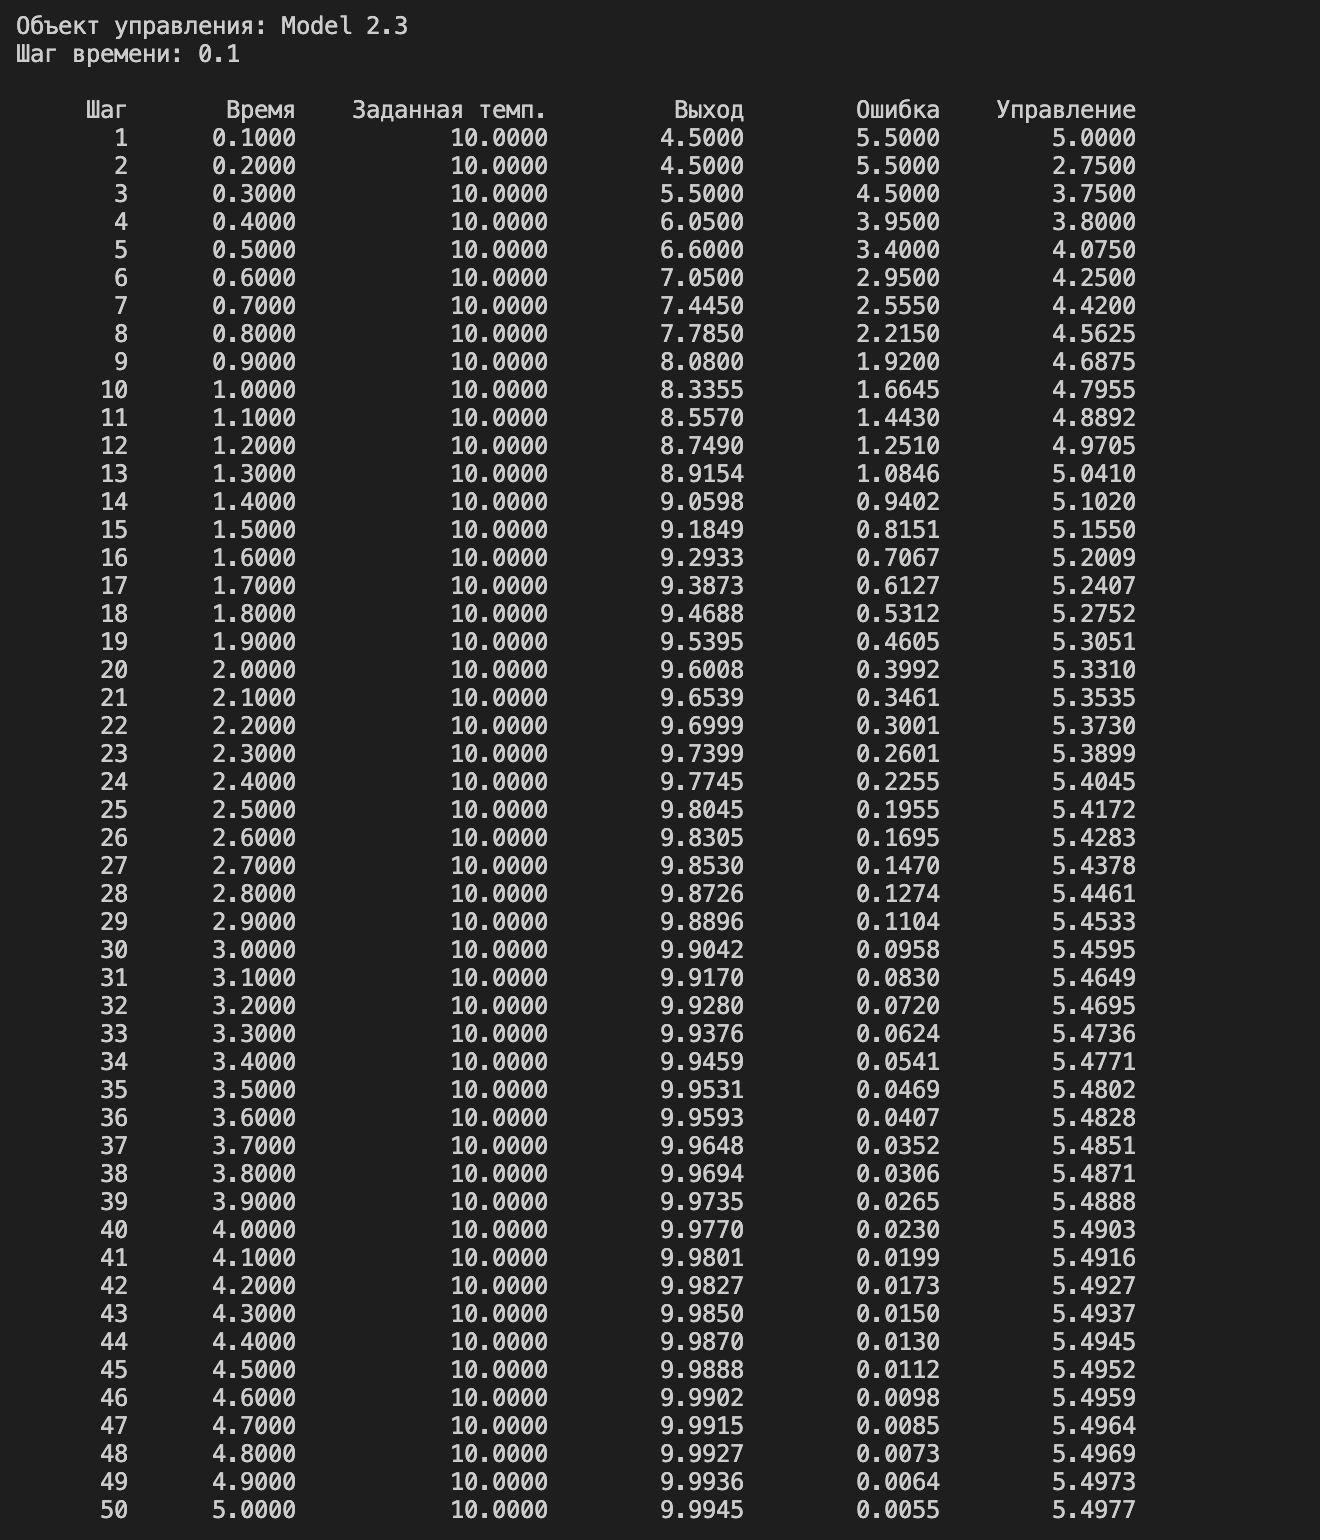 Объект управления: Model 2.3
Шаг времени: 0.1
Шаг Время Заданная темп. Выход Ошибка Управление
1 0.1000 10.0000 4.5000 5.5000 5.0000
2 0.2000 10.0000 4.5000 5.5000 2.7500
3 0.3000 10.0000 5.5000 4.5000 3.7500
4 0.4000 10.0000 6.0500 3.9500 3.8000
5 0.5000 10.0000 6.6000 3.4000 4.0750
6 0.6000 10.0000 7.0500 2.9500 4.2500
7 0.7000 10.0000 7.4450 2.5550 4.4200
8 0.8000 10.0000 7.7850 2.2150 4.5625
9 0.9000 10.0000 8.0800 1.9200 4.6875
10 1.0000 10.0000 8.3355 1.6645 4.7955
11 1.1000 10.0000 8.5570 1.4430 4.8892
12 1.2000 10.0000 8.7490 1.2510 4.9705
13 1.3000 10.0000 8.9154 1.0846 5.0410
14 1.4000 10.0000 9.0598 0.9402 5.1020
15 1.5000 10.0000 9.1849 0.8151 5.1550
16 1.6000 10.0000 9.2933 0.7067 5.2009
17 1.7000 10.0000 9.3873 0.6127 5.2407
18 1.8000 10.0000 9.4688 0.5312 5.2752
19 1.9000 10.0000 9.5395 0.4605 5.3051
20 2.0000 10.0000 9.6008 0.3992 5.3310
21 2.1000 10.0000 9.6539 0.3461 5.3535
22 2.2000 10.0000 9.6999 0.3001 5.3730
23 2.3000 10.0000 9.7399 0.2601 5.3899
24 2.4000 10.0000 9.7745 0.2255 5.4045
25 2.5000 10.0000 9.8045 0.1955 5.4172
26 2.6000 10.0000 9.8305 0.1695 5.4283
27 2.7000 10.0000 9.8530 0.1470 5.4378
28 2.8000 10.0000 9.8726 0.1274 5.4461
29 2.9000 10.0000 9.8896 0.1104 5.4533
30 3.0000 10.0000 9.9042 0.0958 5.4595
31 3.1000 10.0000 9.9170 0.0830 5.4649
32 3.2000 10.0000 9.9280 0.0720 5.4695
33 3.3000 10.0000 9.9376 0.0624 5.4736
34 3.4000 10.0000 9.9459 0.0541 5.4771
35 3.5000 10.0000 9.9531 0.0469 5.4802
36 3.6000 10.0000 9.9593 0.0407 5.4828
37 3.7000 10.0000 9.9648 0.0352 5.4851
38 3.8000 10.0000 9.9694 0.0306 5.4871
39 3.9000 10.0000 9.9735 0.0265 5.4888
40 4.0000 10.0000 9.9770 0.0230 5.4903
41 4.1000 10.0000 9.9801 0.0199 5.4916
42 4.2000 10.0000 9.9827 0.0173 5.4927
43 4.3000 10.0000 9.9850 0.0150 5.4937
44 4.4000 10.0000 9.9870 0.0130 5.4945
45 4.5000 10.0000 9.9888 0.0112 5.4952
46 4.6000 10.0000 9.9902 0.0098 5.4959
47 4.7000 10.0000 9.9915 0.0085 5.4964
48 4.8000 10.0000 9.9927 0.0073 5.4969
49 4.9000 10.0000 9.9936 0.0064 5.4973
50 5.0000 10.0000 9.9945 0.0055 5.4977